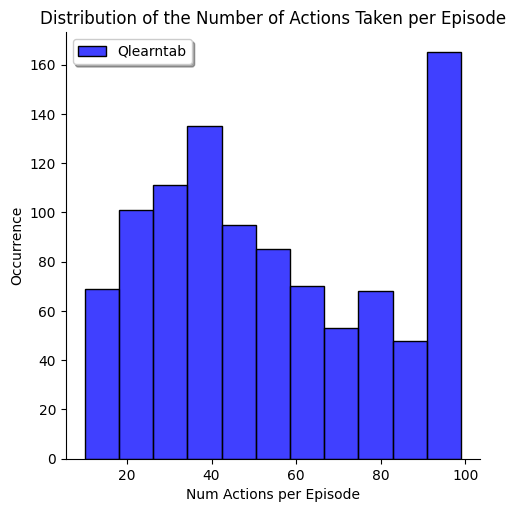 Distribution of the Number of Actions Taken per Episode
Qlearntab
Occurrence
160
140
120
100
80
60
40
20
0
20 40 60 80 100
Num Actions per Episode